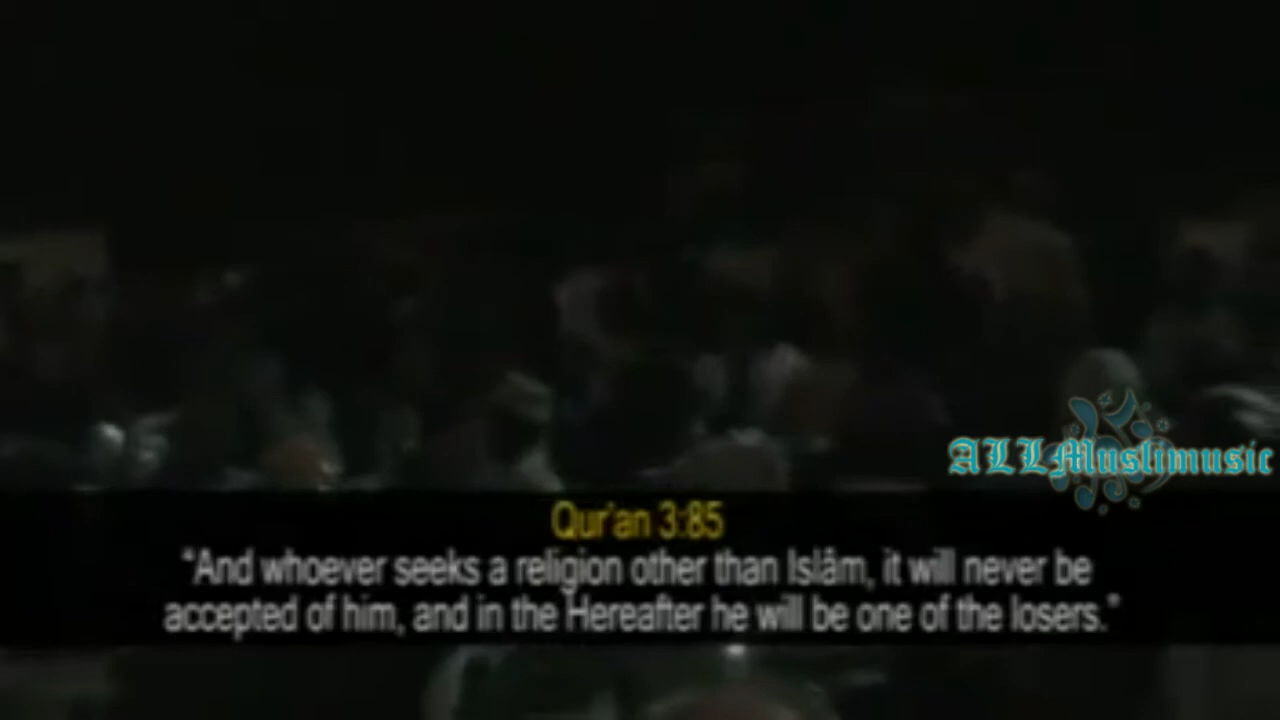 ALLMuslimusic
Qur'an 3:85
"And whoever seeks a religion other than Islâm, it will never be
accepted of him, and in the Hereafter he will be one of the losers."